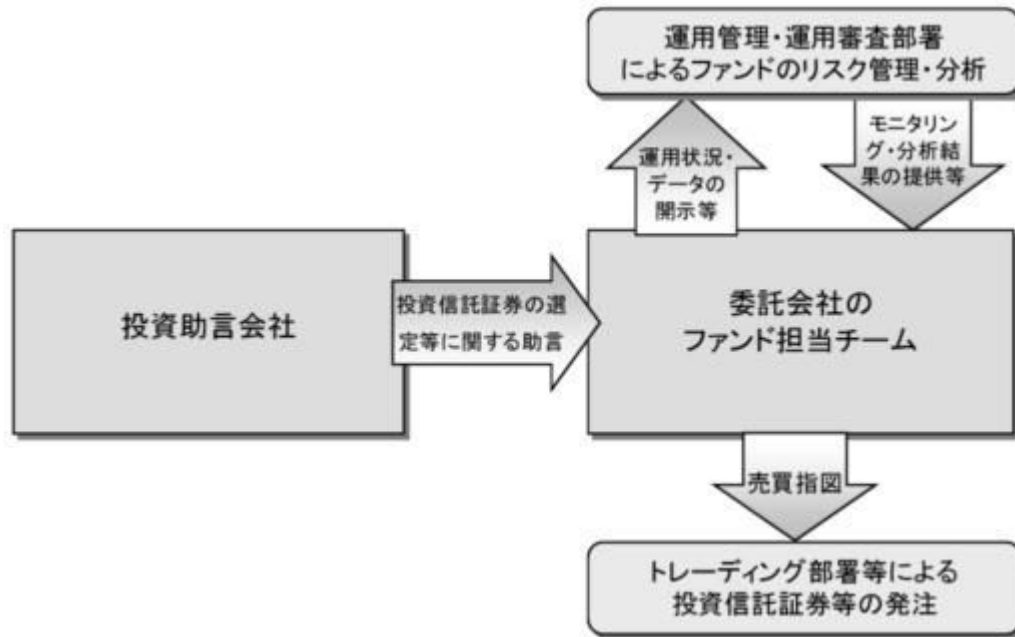 運用管理・運用審査部署
によるファンドのリスク管理・分析
運用状況・
データの
開示等
モニタリン
グ・分析結
果の提供等
投資助言会社
投資信託証券の選
定等に関する助言
委託会社の
ファンド担当チーム
売買指図
トレーディング部署等による
投資信託証券等の発注